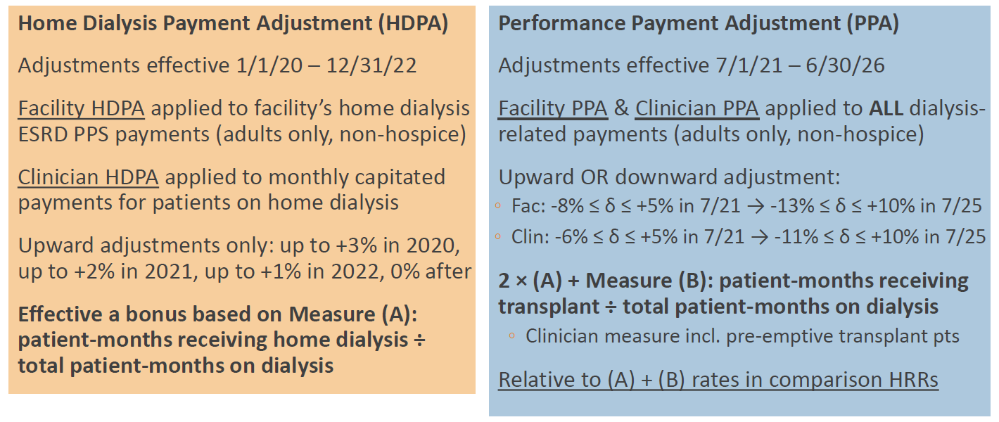 Home Dialysis Payment Adjustment (HDPA)
Adjustments effective 1/1/20 – 12/31/22
Facility HDPA applied to facility’s home dialysis
ESRD PPS payments (adults only, non-hospice)
Clinician HDPA applied to monthly capitated
payments for patients on home dialysis
Upward adjustments only: up to +3% in 2020,
up to +2% in 2021, up to +1% in 2022, 0% after
Effective a bonus based on Measure (A):
patient-months receiving home dialysis ÷
total patient-months on dialysis
Performance Payment Adjustment (PPA)
Adjustments effective 7/1/21 – 6/30/26
Facility PPA & Clinician PPA applied to ALL dialysis-
related payments (adults only, non-hospice)
Upward OR downward adjustment:
◦ Fac: -8% ≤ δ ≤ +5% in 7/21 → -13% ≤ δ ≤ +10% in 7/25
◦ Clin: -6% ≤ δ ≤ +5% in 7/21 → -11% ≤ δ ≤ +10% in 7/25
2 × (A) + Measure (B): patient-months receiving
transplant ÷ total patient-months on dialysis
◦ Clinician measure incl. pre-emptive transplant pts
Relative to (A) + (B) rates in comparison HRRs